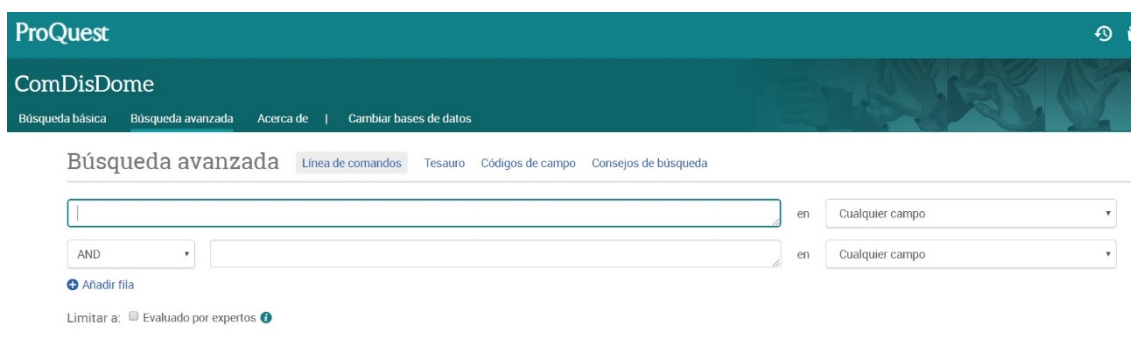 ProQuest
ComDisDome
Búsqueda básica Búsqueda avanzada Acerca de | Cambiar bases de datos
Búsqueda avanzada Línea de comandos Tesauro Códigos de campo Consejos de búsqueda
en Cualquier campo
AND en Cualquier campo
Añadir fila
Limitar a: Evaluado por expertos